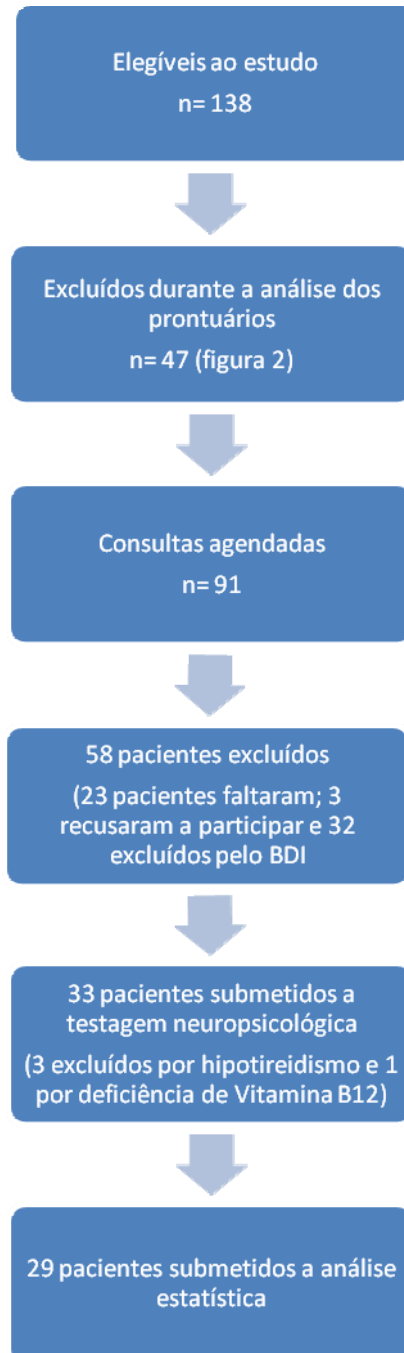 Elegíveis ao estudo
n= 138
Excluídos durante a análise dos
prontuários
n= 47 (figura 2)
Consultas agendadas
n= 91
58 pacientes excluídos
(23 pacientes faltaram; 3
recusaram a participar e 32
excluídos pelo BDI
33 pacientes submetidos a
testagem neuropsicológica
(3 excluídos por hipotireidismo e 1
por deficiência de Vitamina B12)
29 pacientes submetidos a análise
estatística